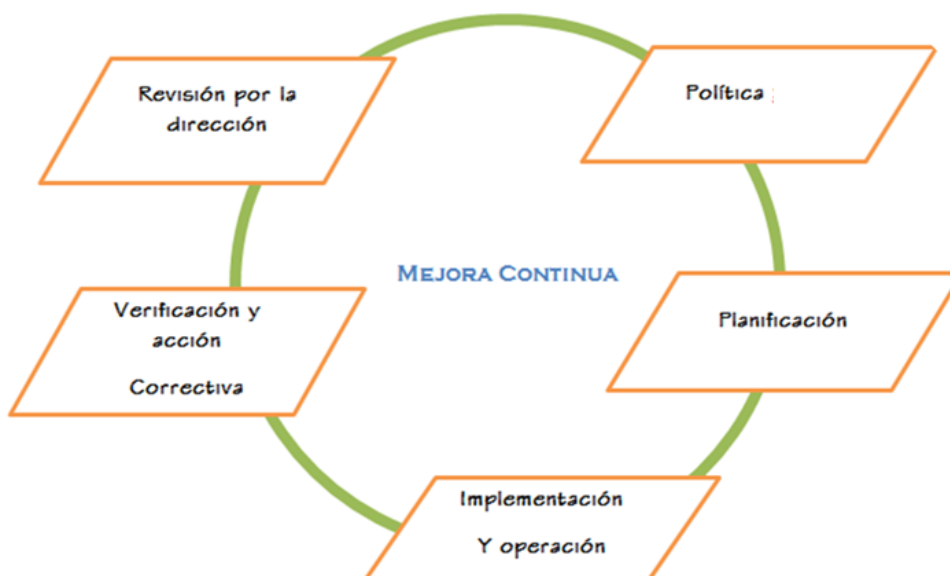 Revisión por la
dirección
Política ;
MEJORA CONTINUA
Planificación
Verificación y
acción
Correctiva
Implementación
Y operación